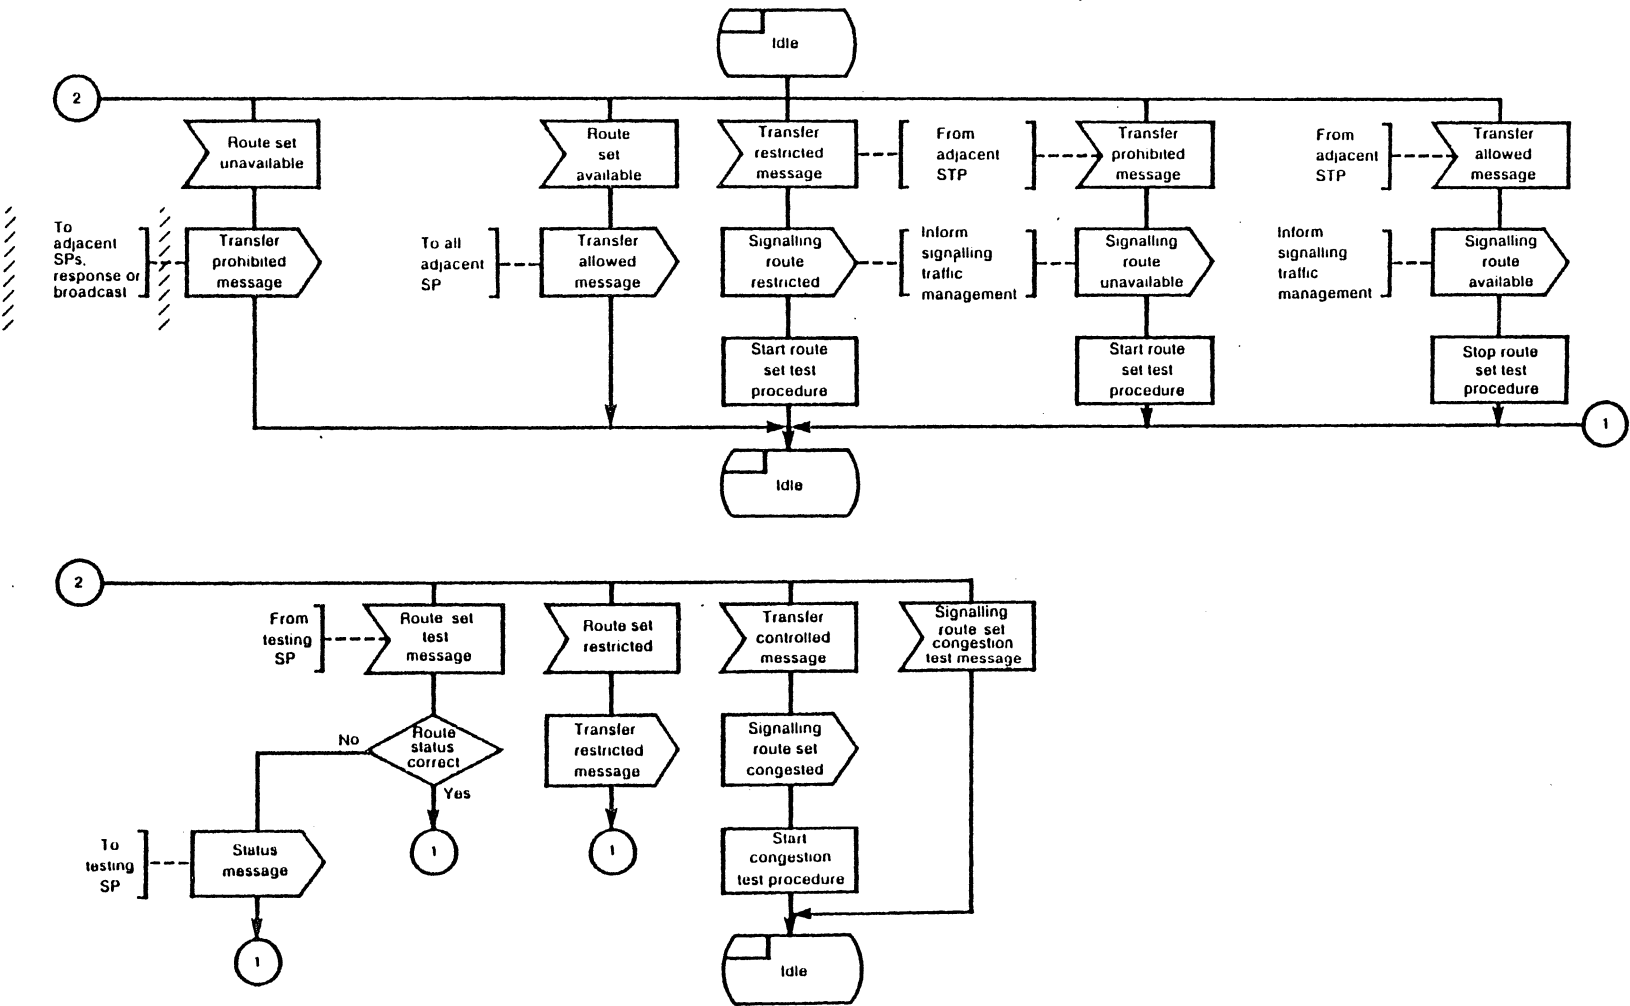 Idle
2
Route set
unavailable
Route
set
available
Transfer
restricted
message
From
adjacent
STP
Transfer
prohibited
message
From
adjacent
STP
Transfer
allowed
message
To
adjacent
SPs,
response or
broadcast
Transfer
prohibited
message
To all
adjacent
SP
Transfer
allowed
message
Signalling
route
restricted
Inform
signalling
traffic
management
Signalling
route
unavailable
Inform
signalling
traffic
management
Signalling
route
available
Start route
set test
procedure
Start route
set test
procedure
Stop route
set test
procedure
1
Idle
2
From
testing
SP
Route set
test
message
Route set
restricted
Transfer
controlled
message
Signalling
route set
congestion
test message
No
Route
status
correct
Yes
Transfer
restricted
message
Signalling
route set
congested
To
testing
SP
Status
message
1
1
Start
congestion
test procedure
1
Idle